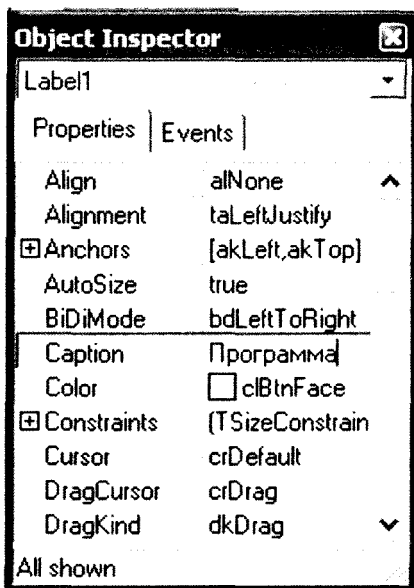 Object Inspector
Label1
Properties Events
Align alNone
Alignment taLeftJustify
Anchors [akLeft,akTop]
AutoSize true
BiDiMode bdLeftToRight
Caption Программа
Color clBtnFace
Constraints (TSizeConstrain
Cursor crDefault
DragCursor crDrag
DragKind dkDrag
All shown